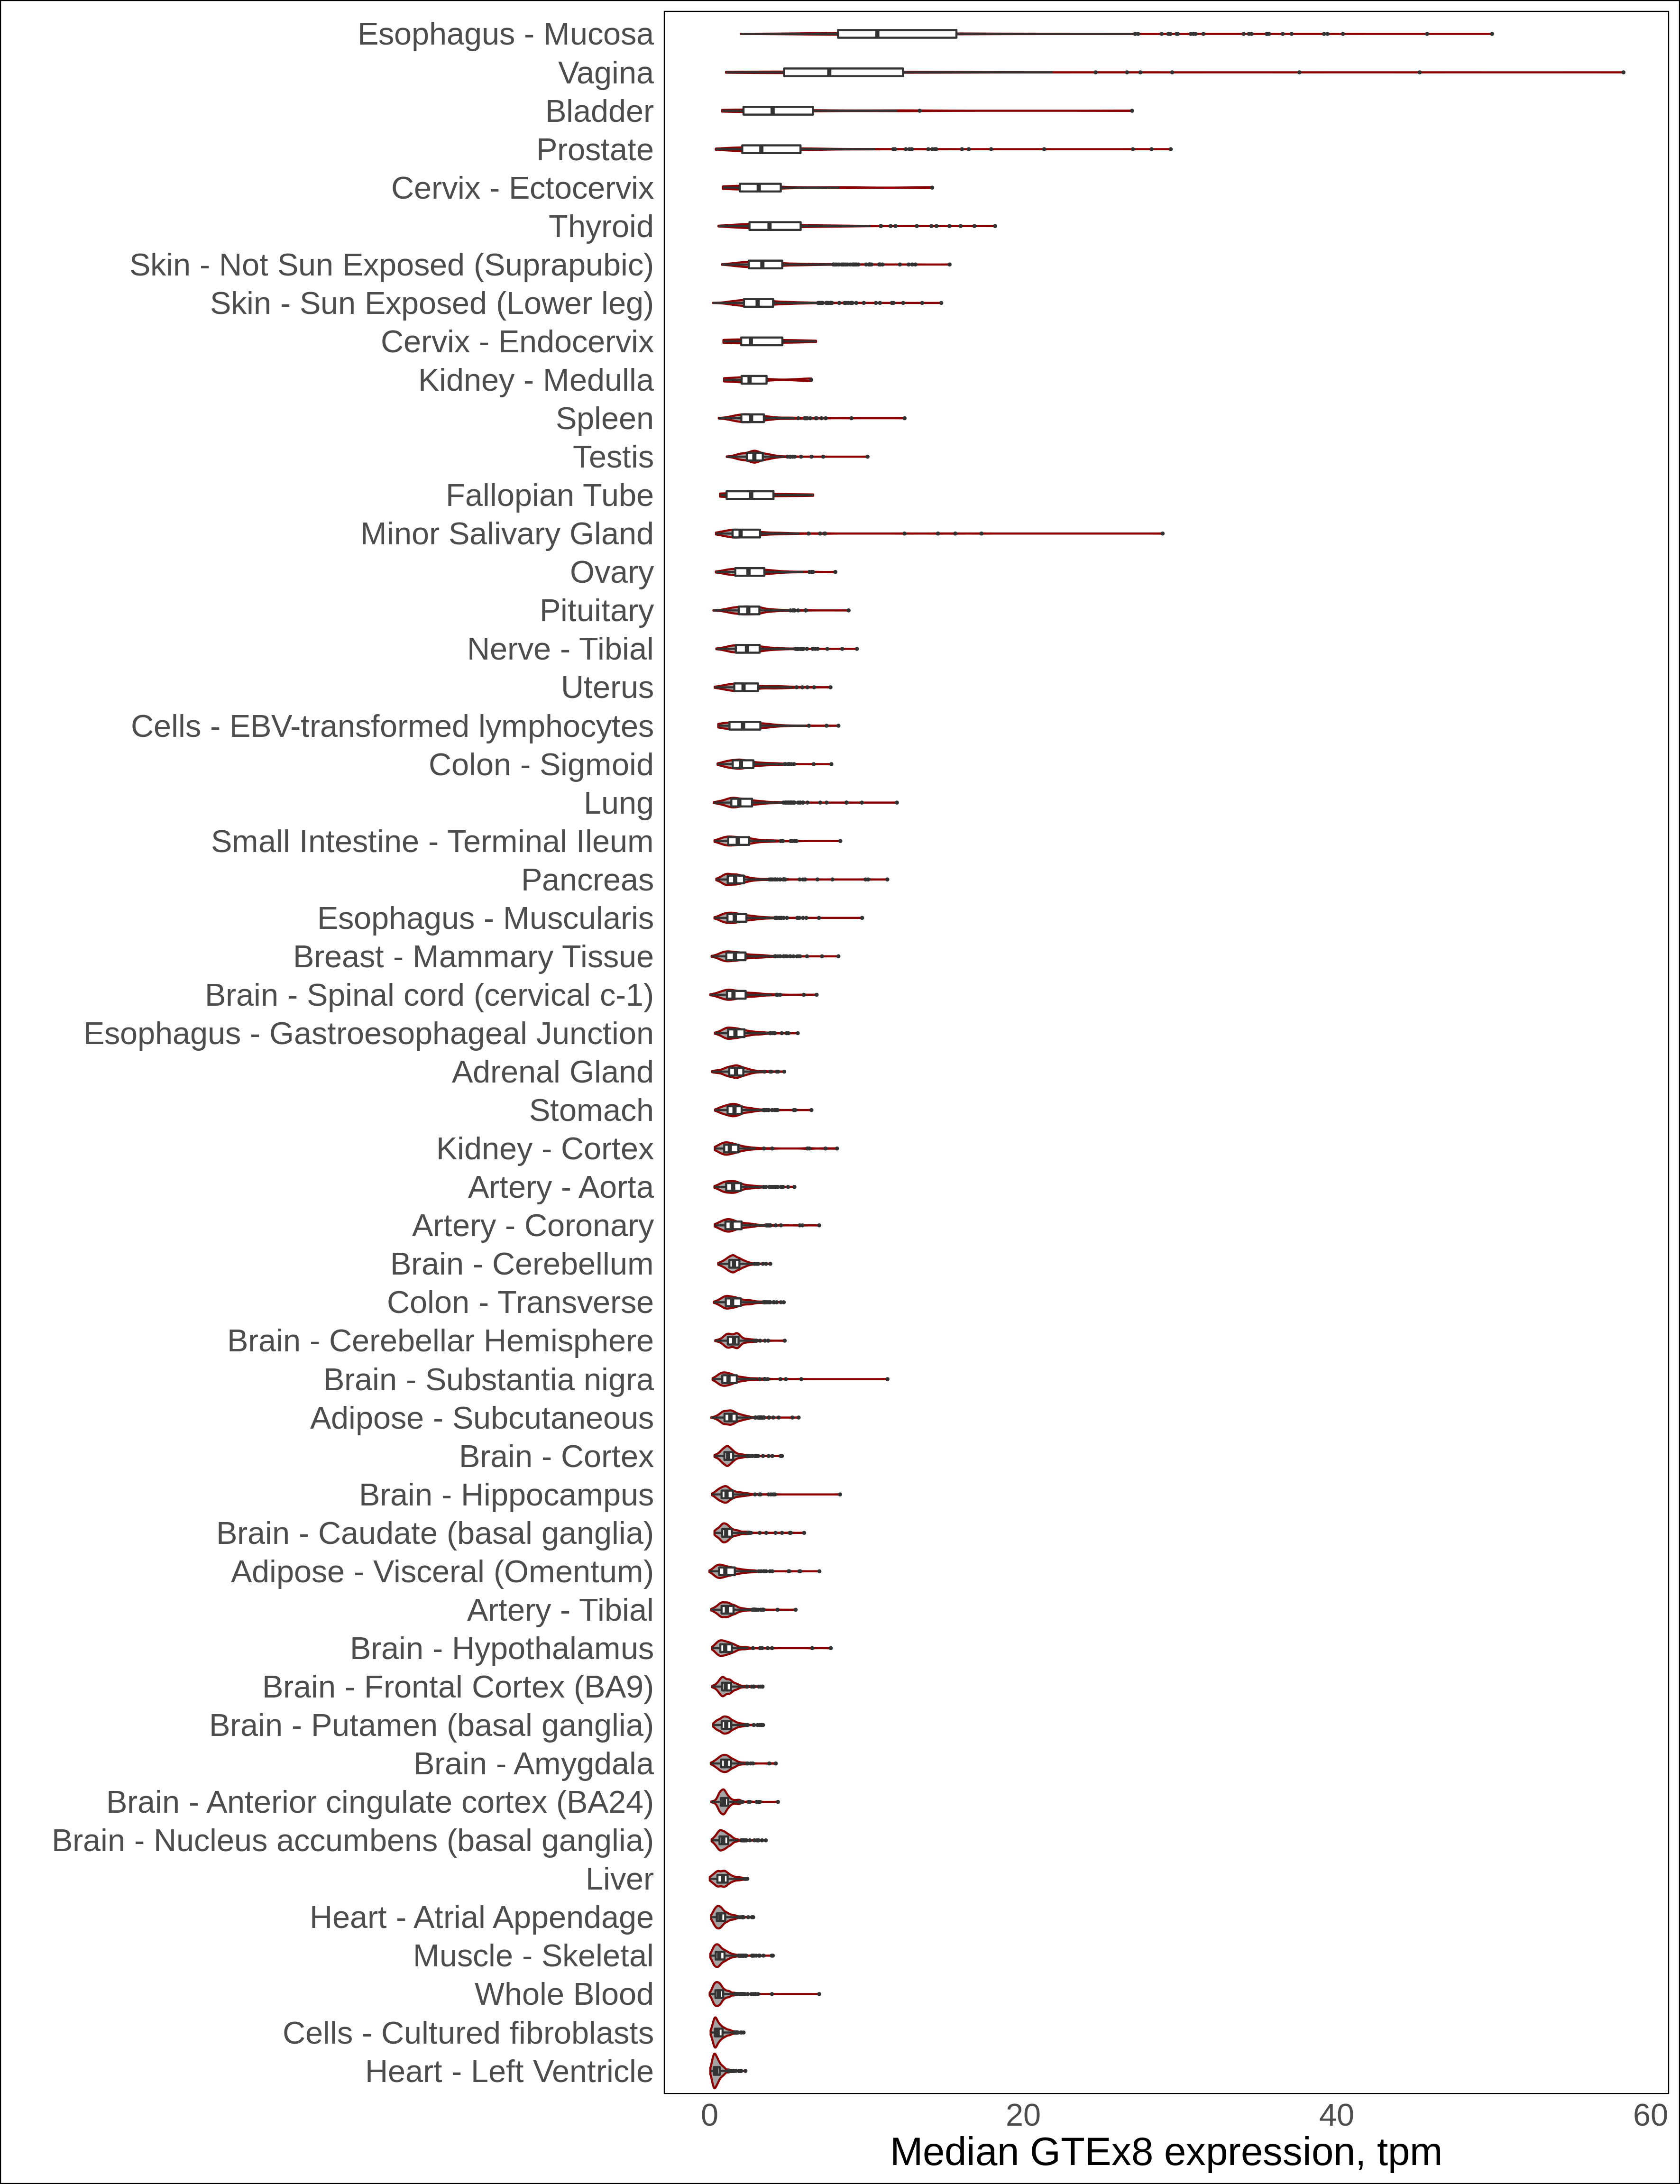 Esophagus - Mucosa
Vagina
Bladder
Prostate
Cervix - Ectocervix
Thyroid
Skin - Not Sun Exposed (Suprapubic)
Skin - Sun Exposed (Lower leg)
Cervix - Endocervix
Kidney - Medulla
Spleen
Testis
Fallopian Tube
Minor Salivary Gland
Ovary
Pituitary
Nerve - Tibial
Uterus
Cells - EBV-transformed lymphocytes
Colon - Sigmoid
Lung
Small Intestine - Terminal Ileum
Pancreas
Esophagus - Muscularis
Breast - Mammary Tissue
Brain - Spinal cord (cervical c-1)
Esophagus - Gastroesophageal Junction
Adrenal Gland
Stomach
Kidney - Cortex
Artery - Aorta
Artery - Coronary
Brain - Cerebellum
Colon - Transverse
Brain - Cerebellar Hemisphere
Brain - Substantia nigra
Adipose - Subcutaneous
Brain - Cortex
Brain - Hippocampus
Brain - Caudate (basal ganglia)
Adipose - Visceral (Omentum)
Artery - Tibial
Brain - Hypothalamus
Brain - Frontal Cortex (BA9)
Brain - Putamen (basal ganglia)
Brain - Amygdala
Brain - Anterior cingulate cortex (BA24)
Brain - Nucleus accumbens (basal ganglia)
Liver
Heart - Atrial Appendage
Muscle - Skeletal
Whole Blood
Cells - Cultured fibroblasts
Heart - Left Ventricle
0 20 40 60
Median GTEx8 expression, tpm